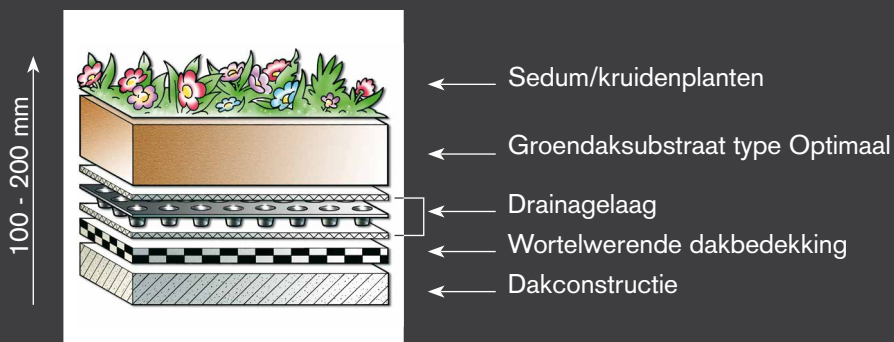 100 - 200 mm
Sedum/kruidenplanten
Groendaksubstraat type Optimaal
Drainagelaag
Wortelwerende dakbedekking
Dakconstructie